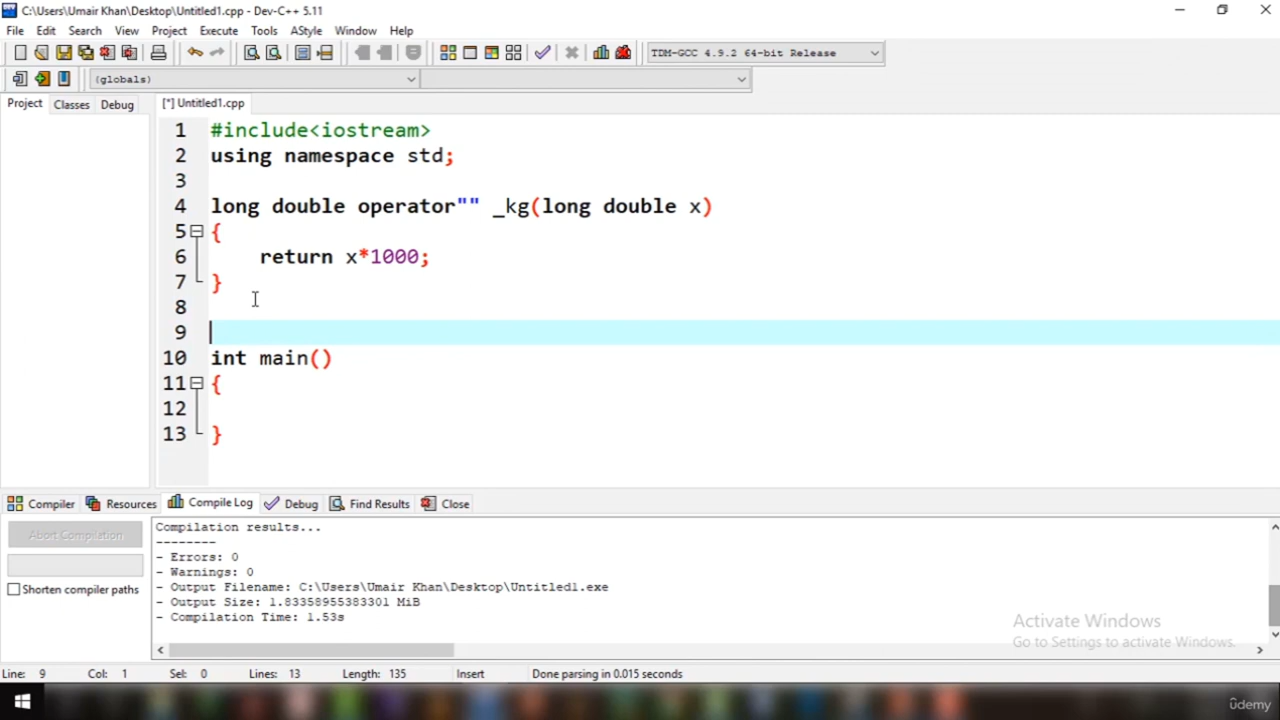 C:\Users\Umair Khan\Desktop\Untitled1.cpp - Dev-C++ 5.11
File Edit Search View Project Execute Tools AStyle Window Help
TDM-GCC 4.9.2 64-bit Release
(globals)
Project Classes Debug [*] Untitled1.cpp
1 #include<iostream>
2 using namespace std;
3
4 long double operator"" _kg(long double x)
5 {
6 return x*1000;
7 }
8
9
10 int main()
11 {
12
13 }
Compiler Resources Compile Log Debug Find Results Close
Abort Compilation
Shorten compiler paths
Compilation results...
--------
- Errors: 0
- Warnings: 0
- Output Filename: C:\Users\Umair Khan\Desktop\Untitled1.exe
- Output Size: 1.83358955383301 MiB
- Compilation Time: 1.53s
Activate Windows
Go to Settings to activate Windows.
Line: 9 Col: 1 Sel: 0 Lines: 13 Length: 135 Insert Done parsing in 0.015 seconds
ûdemy